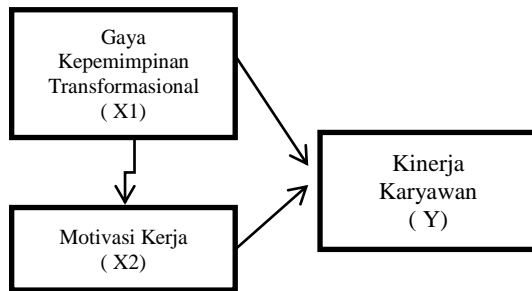 Gaya
Kepemimpinan
Transformasional
( X1)
Motivasi Kerja
( X2)
Kinerja
Karyawan
( Y)